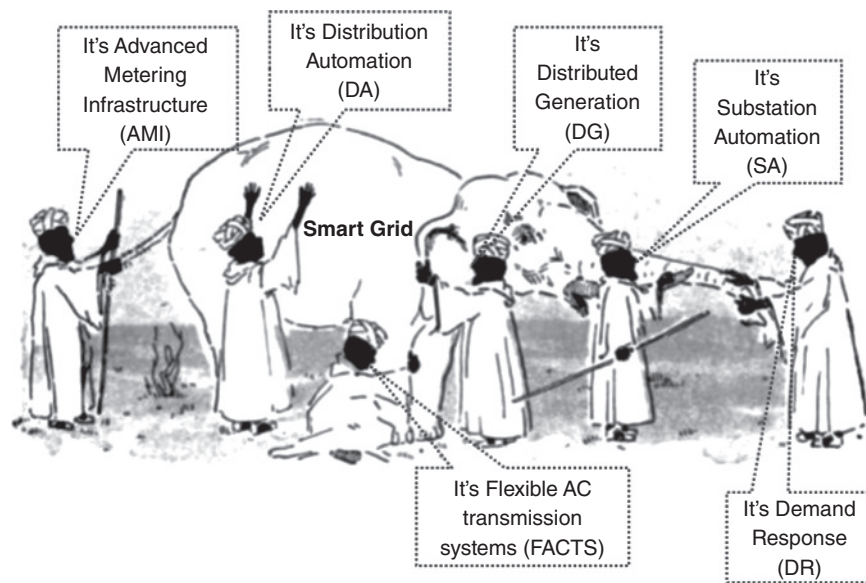 It’s Advanced
Metering
Infrastructure
(AMI)
It’s Distribution
Automation
(DA)
It’s
Distributed
Generation
(DG)
It’s
Substation
Automation
(SA)
Smart Grid
It’s Flexible AC
transmission
systems (FACTS)
It’s Demand
Response
(DR)